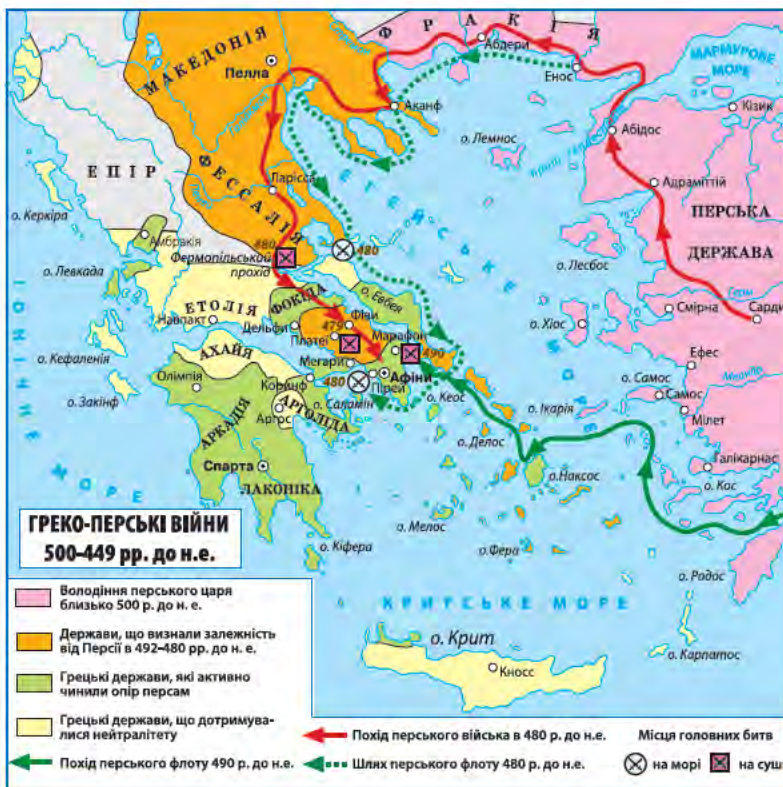 ФРАКІЯ
МАКЕДОНІЯ
Пелла
Абдери
Енос
МАРМУРОВЕ
МОРЕ
Кізик
Аканф
Абідос
о. Лемнос
ЕПІР
ФЕССАЛІЯ
Ларісса
ЕГЕЙСЬКЕ МОРЕ
Адраміттій
ПЕРСЬКА
ДЕРЖАВА
о. Керкіра
Амбракія
480
Фермопільський
прохід
480
о. Лесбос
о. Левкада
ЕТОЛІЯ
ФОКІДА
о. Евбея
Смірна
Сарди
Навпакт
Дельфи
479
Фіви
Платеї
Марафон
490
о. Хіос
ІОНІЧНЕ МОРЕ
о. Кефаленія
АХАЙЯ
Мегари
Афіни
Ефес
Олімпія
Коринф
480
Пірей
о. Саламін
о. Кеос
о. Самос
Самос
о. Закінф
Аргос
АРГОЛІДА
о. Ікарія
Мілет
АРКАДІЯ
о. Делос
Галікарнас
Спарта
о. Наксос
о. Кос
ЛАКОНІКА
ГРЕКО-ПЕРСЬКІ ВІЙНИ
500-449 рр. до н.е.
о. Мелос
о. Кіфера
о. Фера
о. Родос
КРИТСЬКЕ МОРЕ
о. Крит
о. Карпатос
Кносс
Володіння перського царя
близько 500 р. до н. е.
Держави, що визнали залежність
від Персії в 492–480 рр. до н. е.
Грецькі держави, які активно
чинили опір персам
Грецькі держави, що дотримува-
лися нейтралітету
Похід перського флоту 490 р. до н.е.
Похід перського війська в 480 р. до н.е.
Шлях перського флоту 480 р. до н.е.
Місця головних битв
на морі
на суші